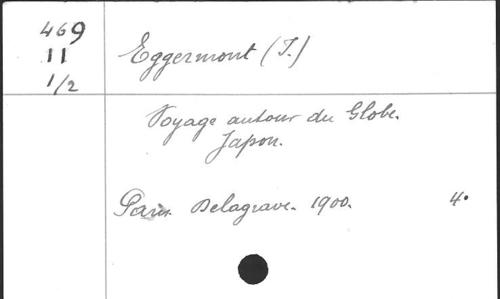 469
11
1/2
Eggermont (J.)
Voyage autour du Globe.
Japon.
Paris. Delagrave. 1900. 4°